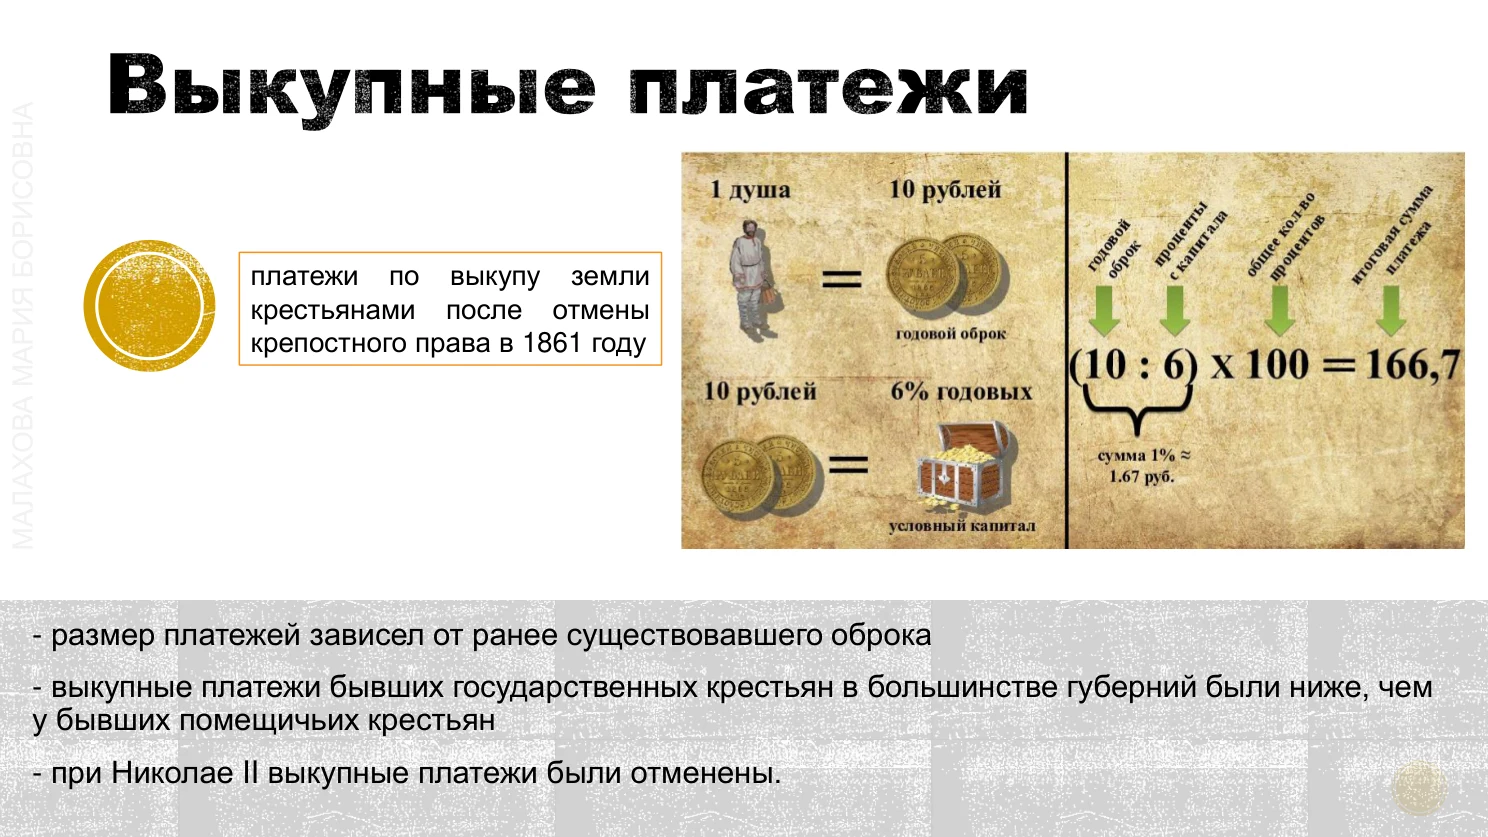 Выкупные платежи
МАЛАХОВА МАРИЯ БОРИСОВНА
платежи по выкупу земли
крестьянами после отмены
крепостного права в 1861 году
1 душа
10 рублей
=
годовой оброк
10 рублей
6% годовых
=
условный капитал
годовой
оброк
проценты
с капитала
общее кол-во
процентов
итоговая сумма
платежа
(10 : 6) х 100 = 166,7
сумма 1% ≈
1.67 руб.
- размер платежей зависел от ранее существовавшего оброка
- выкупные платежи бывших государственных крестьян в большинстве губерний были ниже, чем
у бывших помещичьих крестьян
- при Николае II выкупные платежи были отменены.